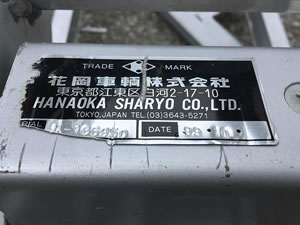 TRADE MARK
花岡車輌株式会社
東京都江東区白河2-17-10
HANAOKA SHARYO CO.,LTD.
TOKYO,JAPAN TEL.(03)3643-5271
DATE